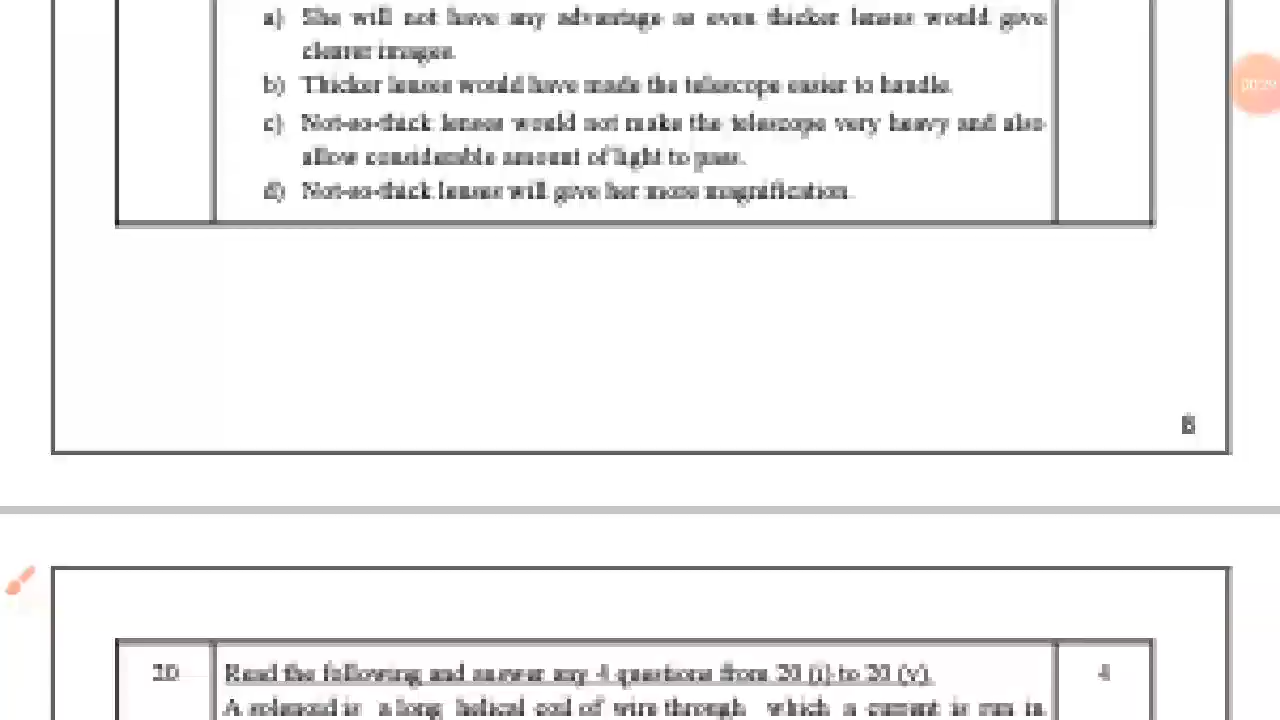 a) She will not have any advantage as even thicker lenses would give
clearer images.
b) Thicker lenses would have made the telescope easier to handle.
c) Not-so-thick lenses would not make the telescope very heavy and also
allow considerable amount of light to pass.
d) Not-so-thick lenses will give her more magnification.
8
20 Read the following and answer any 4 questions from 20 (i) to 20 (v). 4
A solenoid is a long helical coil of wire through which a current is run in
00:29